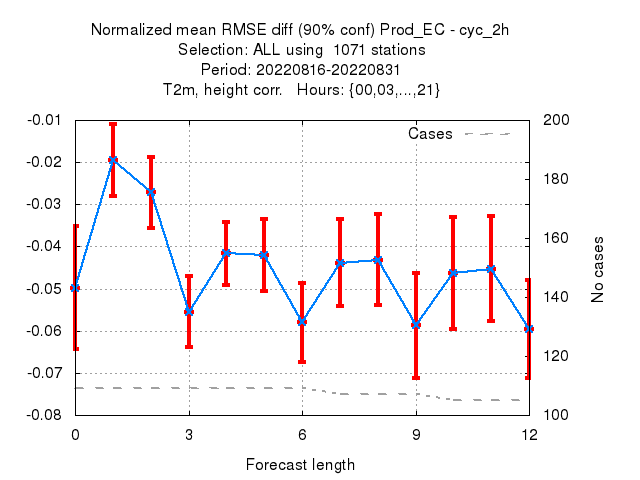 Normalized mean RMSE diff (90% conf) Prod_EC - cyc_2h
Selection: ALL using  1071 stations
Period: 20220816-20220831
T2m, height corr.   Hours: {00,03,...,21}
Cases
-0.01
-0.02
-0.03
-0.04
-0.05
-0.06
-0.07
-0.08
200
180
160
140
120
100
No cases
0 3 6 9 12
Forecast length